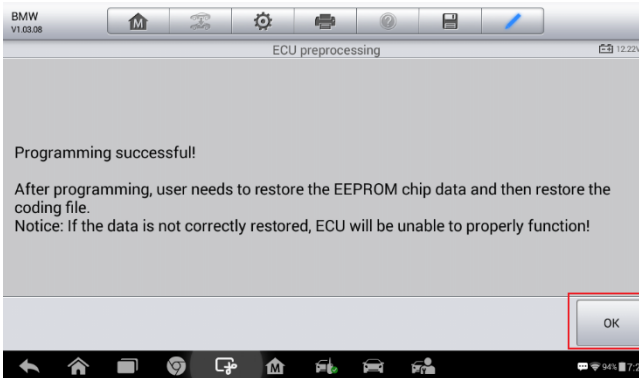 BMW
V1.03.08
M
?
ECU preprocessing
12.22V
Programming successful!
After programming, user needs to restore the EEPROM chip data and then restore the
coding file.
Notice: If the data is not correctly restored, ECU will be unable to properly function!
OK
M
94%